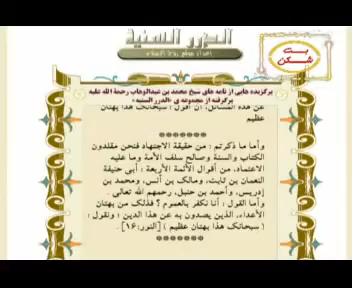 الدرر السنية
بت
شکن
برگزیده هایی از نامه های شیخ محمد بن عبدالوهاب رحمة الله علیه
برگرفته از مجموعه ی «الدرر السنیه»
عن هذه المسائل، أن أقول : سبحانك هذا بهتان
عظيم
*******
وأما ما ذكرتم : من حقيقة الاجتهاد فنحن مقلدون
الكتاب والسنة وصالح سلف الأمة وما عليه
الاعتماد، من أقوال الأئمة الأربعة : أبي حنيفة
النعمان بن ثابت، ومالك بن أنس، ومحمد بن
إدريس، وأحمد بن حنبل، رحمهم الله تعالى .
وأما القول : أنا نكفر بالعموم ؟ فذلك من بهتان
الأعداء، الذين يصدون به عن هذا الدين ؛ ونقول :
( سبحانك هذا بهتان عظيم ) [النور:١٦] .
*******